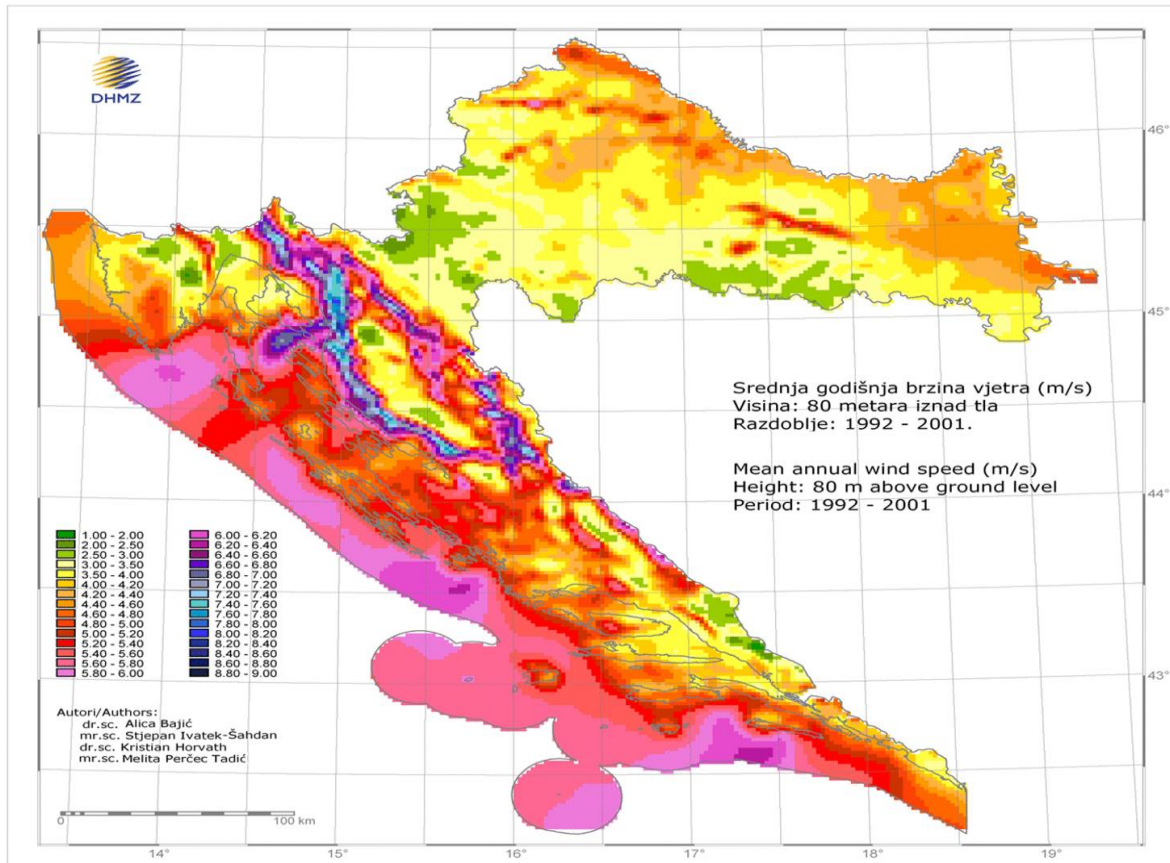 DHMZ
46°
45°
Srednja godišnja brzina vjetra (m/s)
Visina: 80 metara iznad tla
Razdoblje: 1992 - 2001.
Mean annual wind speed (m/s)
Height: 80 m above ground level
Period: 1992 - 2001
44°
1.00 - 2.00
2.00 - 2.50
2.50 - 3.00
3.00 - 3.50
3.50 - 4.00
4.00 - 4.20
4.20 - 4.40
4.40 - 4.60
4.60 - 4.80
4.80 - 5.00
5.00 - 5.20
5.20 - 5.40
5.40 - 5.60
5.60 - 5.80
5.80 - 6.00
6.00 - 6.20
6.20 - 6.40
6.40 - 6.60
6.60 - 6.80
6.80 - 7.00
7.00 - 7.20
7.20 - 7.40
7.40 - 7.60
7.60 - 7.80
7.80 - 8.00
8.00 - 8.20
8.20 - 8.40
8.40 - 8.60
8.60 - 8.80
8.80 - 9.00
43°
Autori/Authors:
dr.sc. Alica Bajić
mr.sc. Stjepan Ivatek-Šahdan
dr.sc. Kristian Horvath
mr.sc. Melita Perčec Tadić
0 100 km
14° 15° 16° 17° 18° 19°